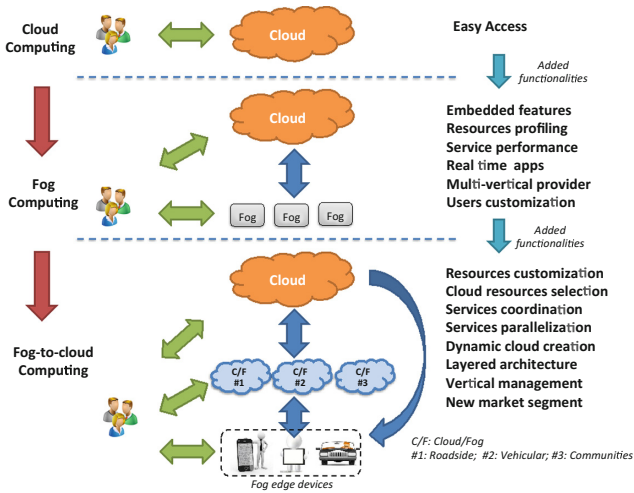 Cloud
Computing
Cloud
Easy Access
Added
functionalities
Cloud
Embedded features
Resources profiling
Service performance
Real time apps
Multi-vertical provider
Users customization
Fog
Computing
Fog
Fog
Fog
Added
functionalities
Cloud
Resources customization
Cloud resources selection
Services coordination
Services parallelization
Dynamic cloud creation
Layered architecture
Vertical management
New market segment
Fog-to-cloud
Computing
C/F
#1
C/F
#2
C/F
#3
Fog edge devices
C/F: Cloud/Fog
#1: Roadside; #2: Vehicular; #3: Communities